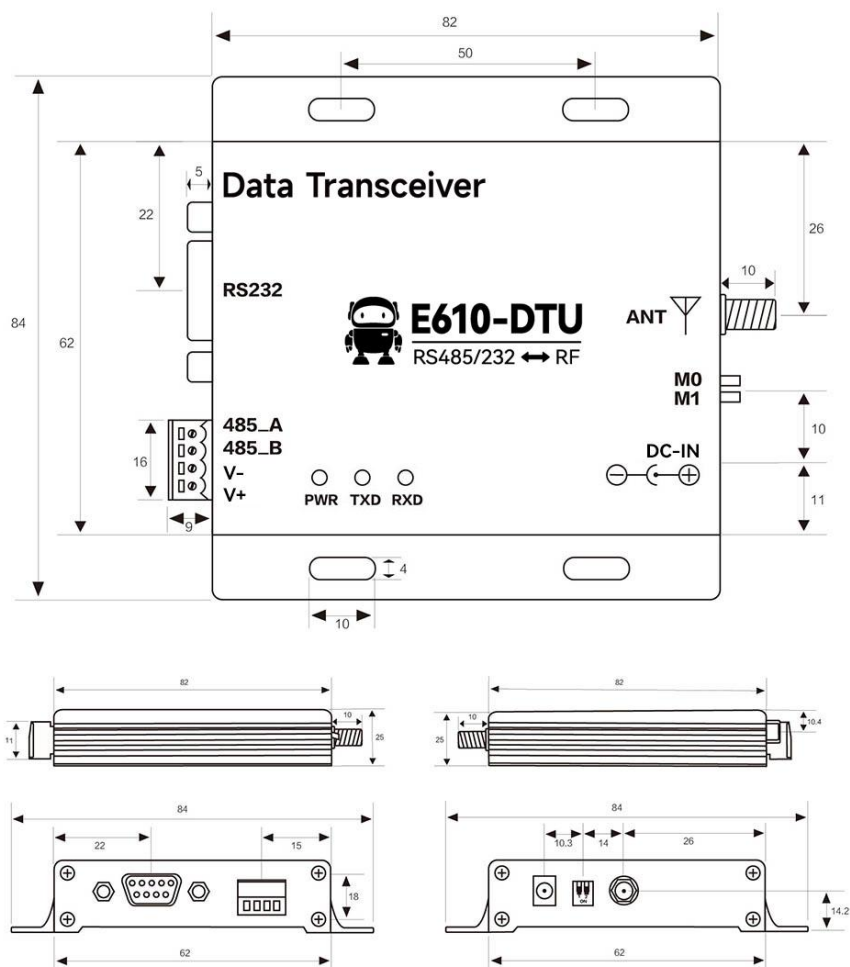 82
50
5
Data Transceiver
22
26
10
RS232
84
62
ANT
E610-DTU
RS485/232 ↔ RF
M0
M1
485_A
485_B
V-
V+
16
9
PWR TXD RXD
DC-IN
10
11
4
10
82
10
11
25
82
10
25
10.4
84
22
15
18
62
84
10.3
14
26
ON
14.2
62